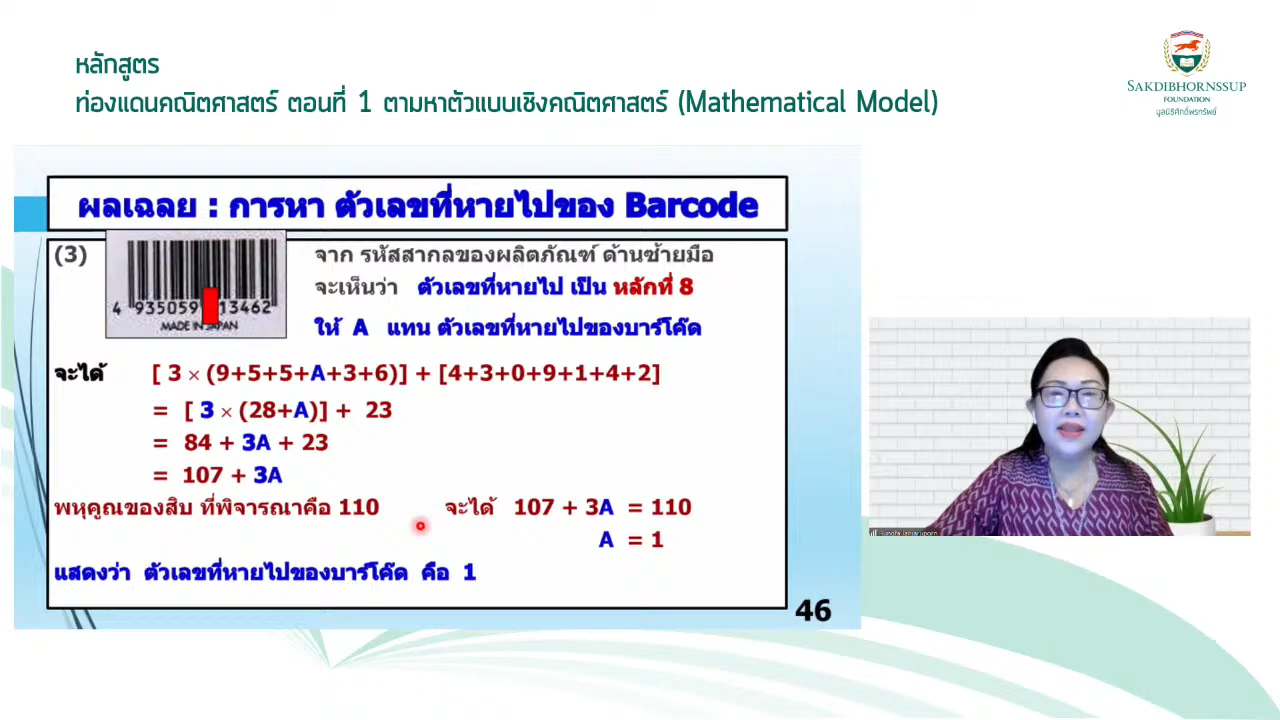 หลักสูตร
ท่องแดนคณิตศาสตร์ ตอนที่ 1 ตามหาตัวแบบเชิงคณิตศาสตร์ (Mathematical Model)
SAKDIBHORNSSUP
FOUNDATION
มูลนิธิศักดิ์พรทรัพย์
ผลเฉลย : การหา ตัวเลขที่หายไปของ Barcode
(3)
4 935059 13462
MADE IN JAPAN
จาก รหัสสากลของผลิตภัณฑ์ ด้านซ้ายมือ
จะเห็นว่า ตัวเลขที่หายไป เป็น หลักที่ 8
ให้ A แทน ตัวเลขที่หายไปของบาร์โค๊ด
จะได้ [ 3 × (9+5+5+A+3+6)] + [4+3+0+9+1+4+2]
= [ 3 × (28+A)] + 23
= 84 + 3A + 23
= 107 + 3A
พหุคูณของสิบ ที่พิจารณาคือ 110 จะได้ 107 + 3A = 110
A = 1
แสดงว่า ตัวเลขที่หายไปของบาร์โค๊ด คือ 1
46
Rungfa Janjaruporn